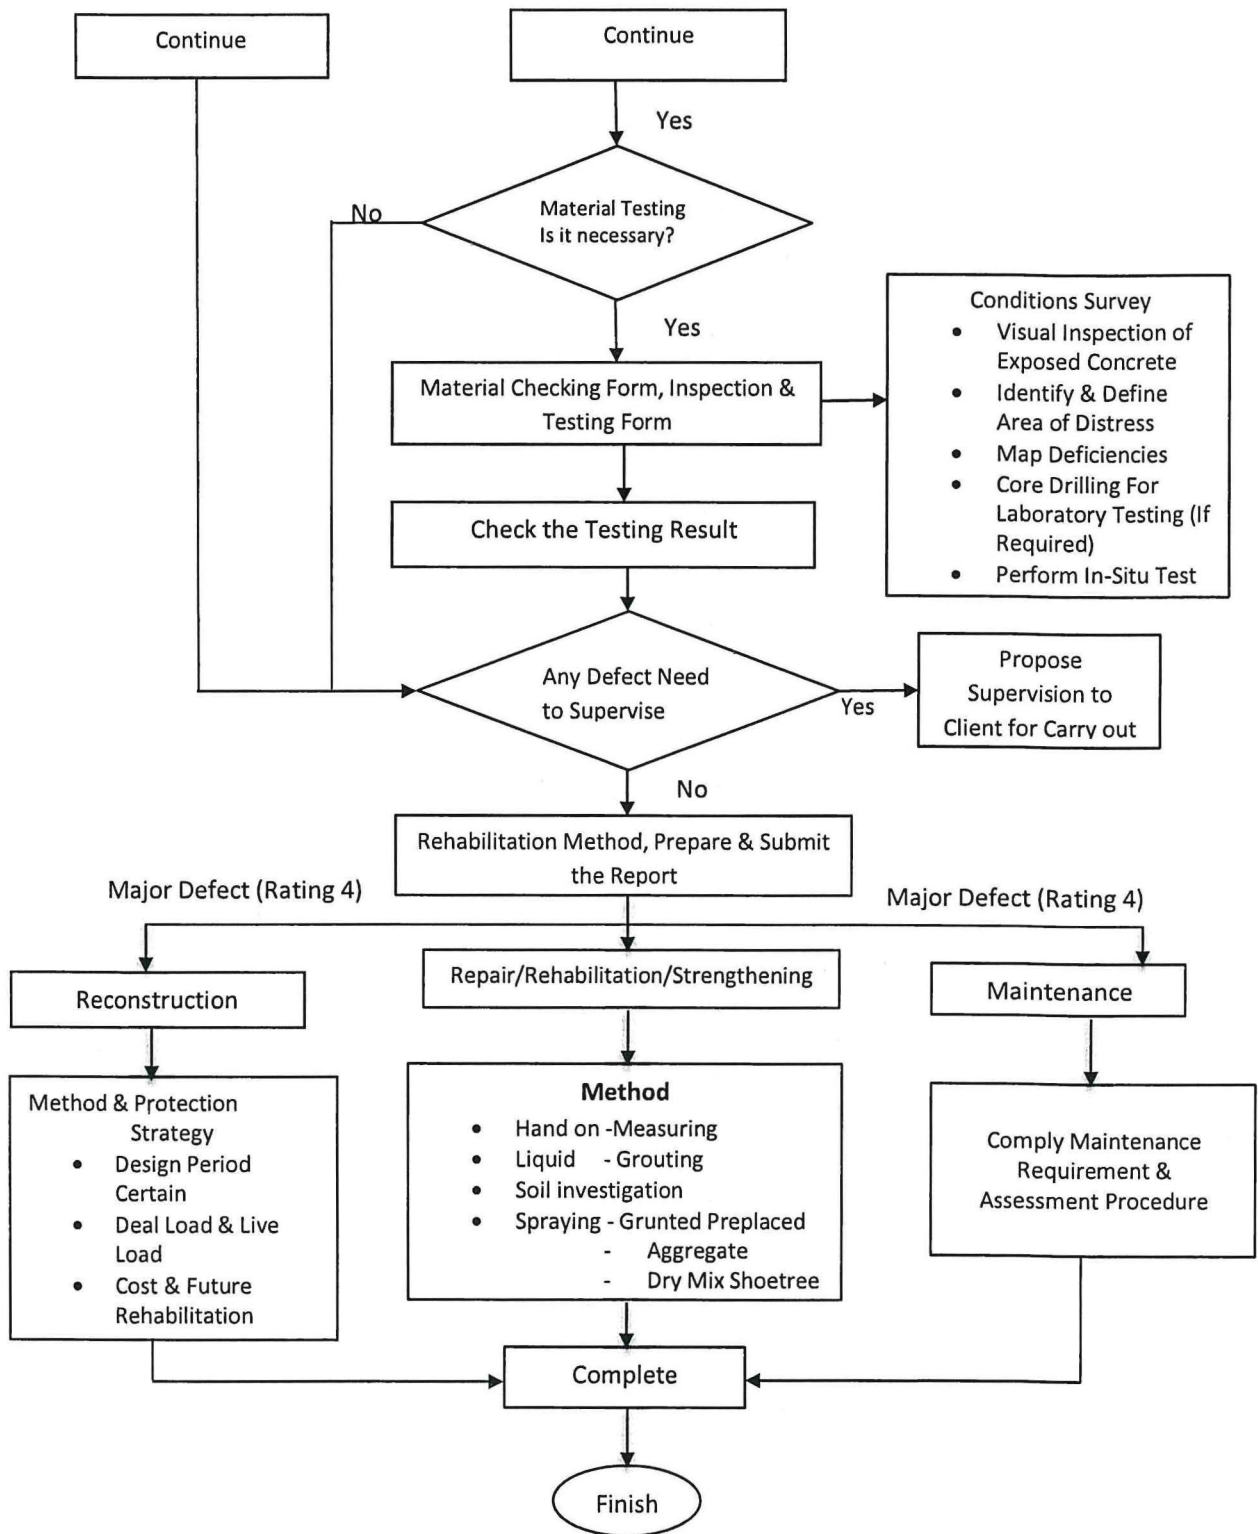 Continue
Continue
Yes
No
Material Testing
Is it necessary?
Yes
Conditions Survey
• Visual Inspection of
Exposed Concrete
• Identify & Define
Area of Distress
• Map Deficiencies
• Core Drilling For
Laboratory Testing (If
Required)
• Perform In-Situ Test
Material Checking Form, Inspection &
Testing Form
Check the Testing Result
Any Defect Need
to Supervise
Yes
Propose
Supervision to
Client for Carry out
No
Rehabilitation Method, Prepare & Submit
the Report
Major Defect (Rating 4)
Major Defect (Rating 4)
Reconstruction
Repair/Rehabilitation/Strengthening
Maintenance
Method & Protection
Strategy
• Design Period
Certain
• Deal Load & Live
Load
• Cost & Future
Rehabilitation
Method
• Hand on -Measuring
• Liquid - Grouting
• Soil investigation
• Spraying - Grunted Preplaced
- Aggregate
- Dry Mix Shoetree
Comply Maintenance
Requirement &
Assessment Procedure
Complete
Finish